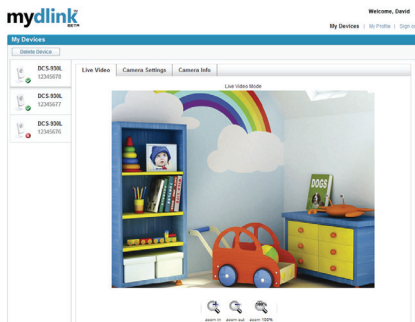 mydlink
BETA
Welcome, David
My Devices | My Profile | Sign o
My Devices
Delete Device
DCS-930L
12345678
DCS-930L
12345677
DCS-930L
12345676
Live Video
Camera Settings
Camera Info
Live Video Mode
DOGS
zoom in
zoom out
zoom 100%